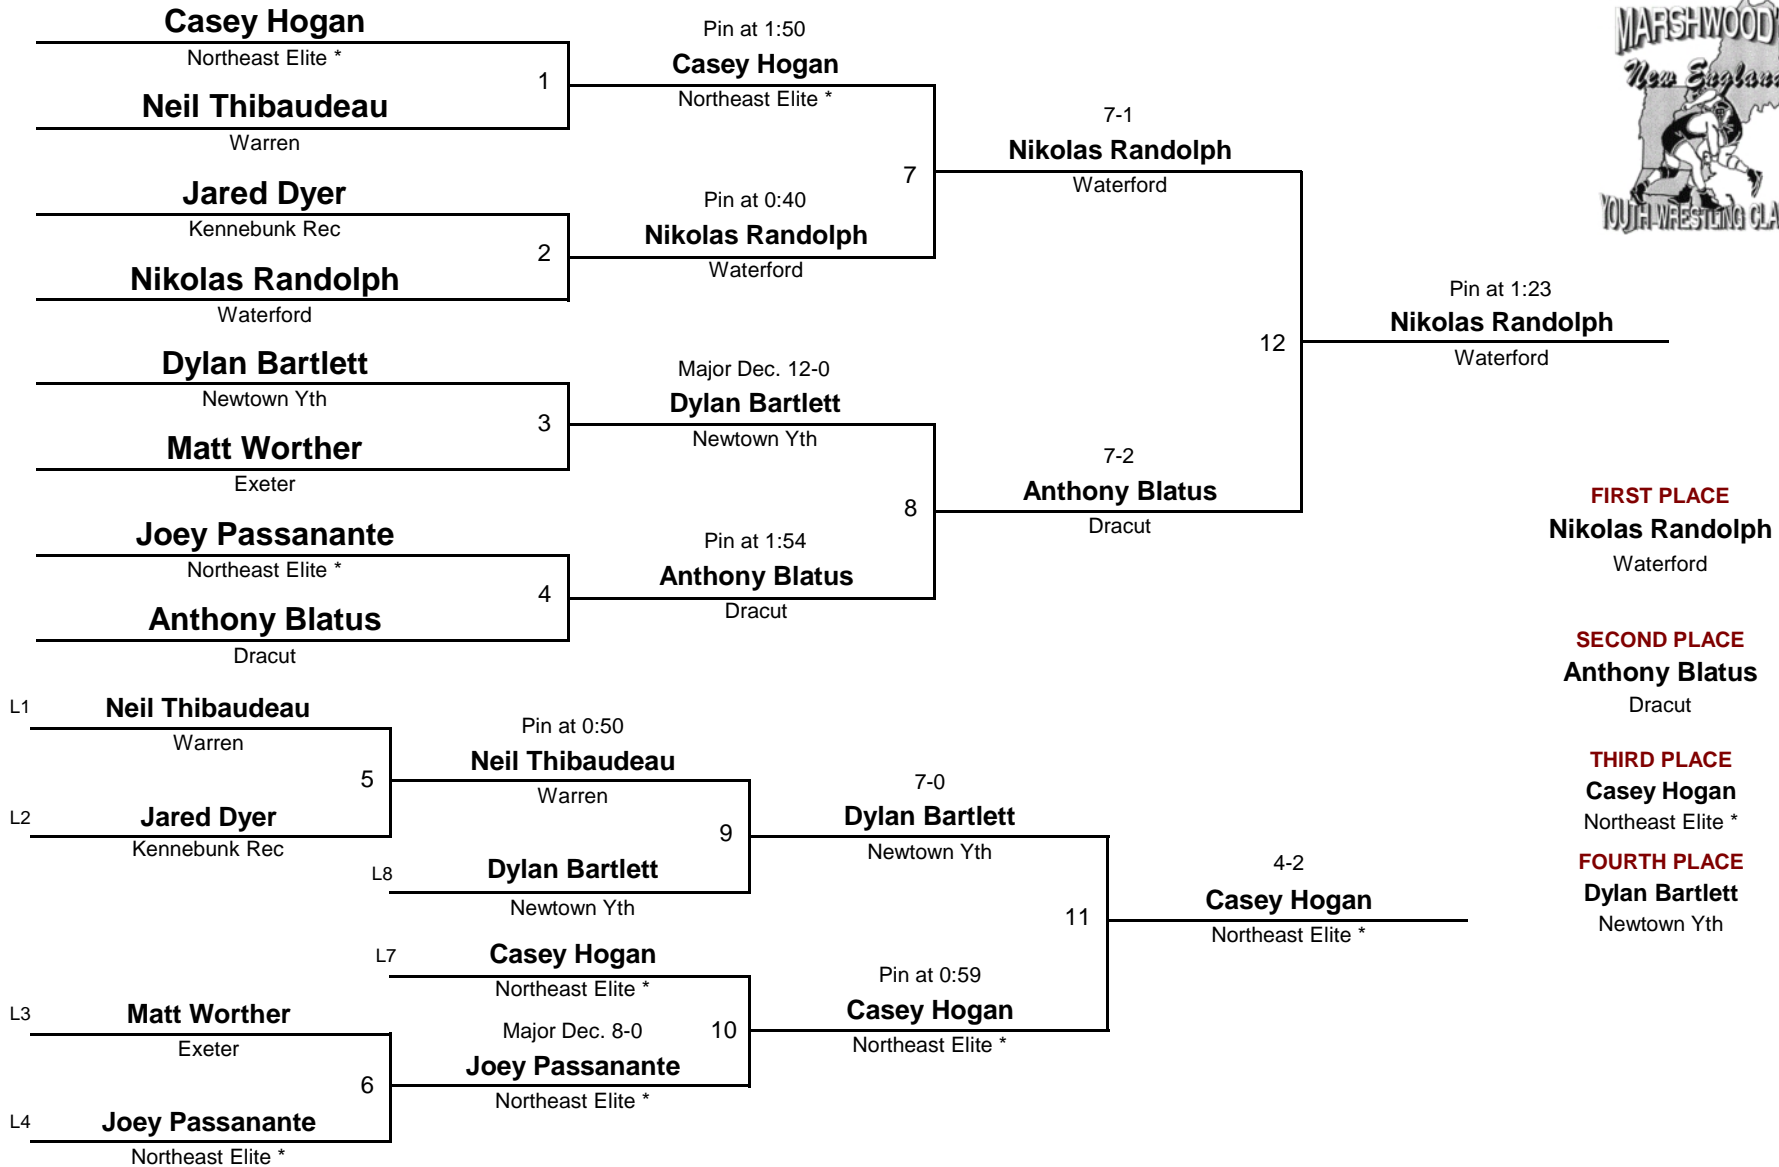 Casey Hogan
Northeast Elite *
1
Neil Thibaudeau
Warren
Jared Dyer
Kennebunk Rec
2
Nikolas Randolph
Waterford
Dylan Bartlett
Newtown Yth
3
Matt Worther
Exeter
Joey Passanante
Northeast Elite *
4
Anthony Blatus
Dracut
Pin at 1:50
Casey Hogan
Northeast Elite *
7
Pin at 0:40
Nikolas Randolph
Waterford
Major Dec. 12-0
Dylan Bartlett
Newtown Yth
8
Pin at 1:54
Anthony Blatus
Dracut
7-1
Nikolas Randolph
Waterford
12
7-2
Anthony Blatus
Dracut
Pin at 1:23
Nikolas Randolph
Waterford
MARSHWOOD'
New England
YOUTH WRESTLING CLA
FIRST PLACE
Nikolas Randolph
Waterford
SECOND PLACE
Anthony Blatus
Dracut
THIRD PLACE
Casey Hogan
Northeast Elite *
FOURTH PLACE
Dylan Bartlett
Newtown Yth
L1
Neil Thibaudeau
Warren
5
L2
Jared Dyer
Kennebunk Rec
Pin at 0:50
Neil Thibaudeau
Warren
9
L8
Dylan Bartlett
Newtown Yth
L7
Casey Hogan
Northeast Elite *
10
L3
Matt Worther
Exeter
6
L4
Joey Passanante
Northeast Elite *
Major Dec. 8-0
Joey Passanante
Northeast Elite *
7-0
Dylan Bartlett
Newtown Yth
11
Pin at 0:59
Casey Hogan
Northeast Elite *
4-2
Casey Hogan
Northeast Elite *